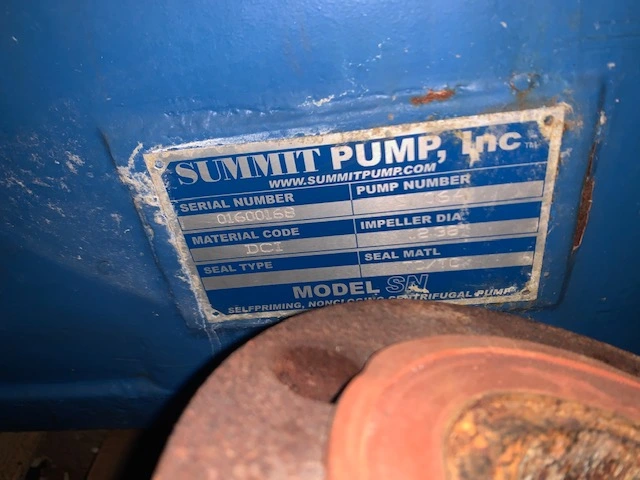 SUMMIT PUMP, Inc ™
WWW.SUMMITPUMP.COM
SERIAL NUMBER PUMP NUMBER
01600168
MATERIAL CODE IMPELLER DIA
DCI
SEAL TYPE SEAL MATL
MODEL SN
SELFPRIMING, NONCLOGGING CENTRIFUGAL PUMP